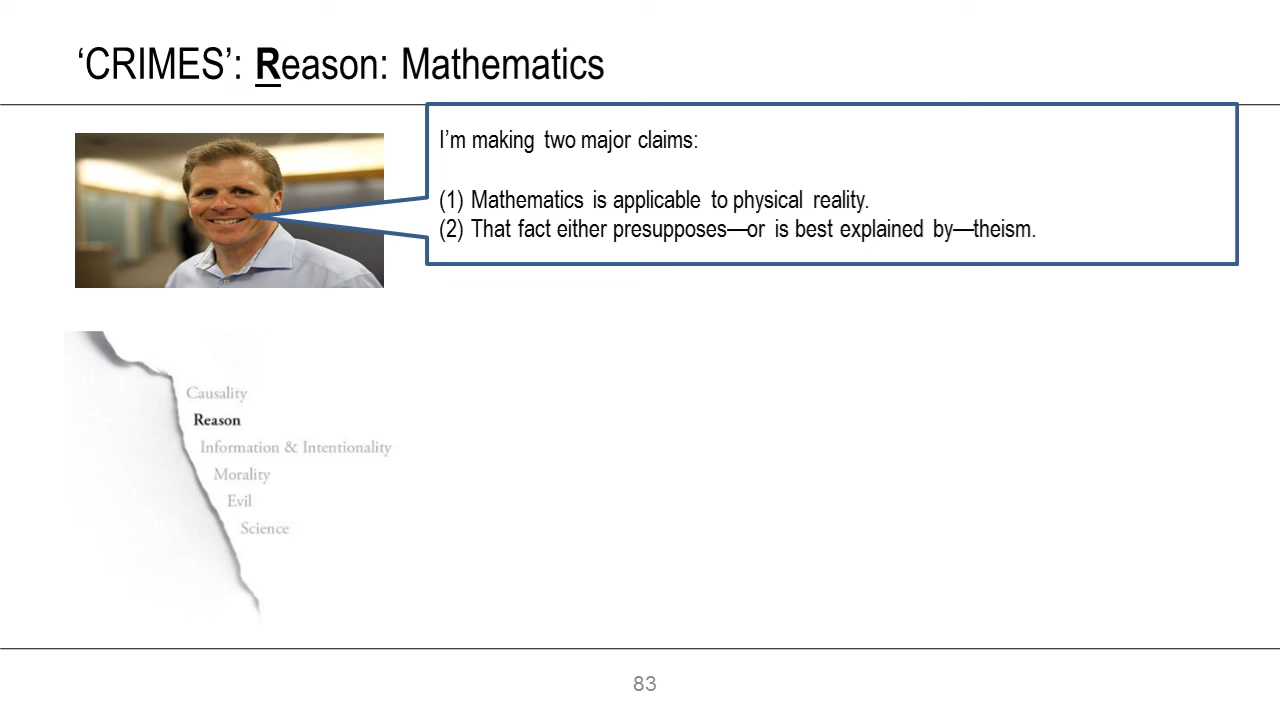 ‘CRIMES’: Reason: Mathematics
I’m making two major claims:
(1) Mathematics is applicable to physical reality.
(2) That fact either presupposes—or is best explained by—theism.
Causality
Reason
Information & Intentionality
Morality
Evil
Science
83